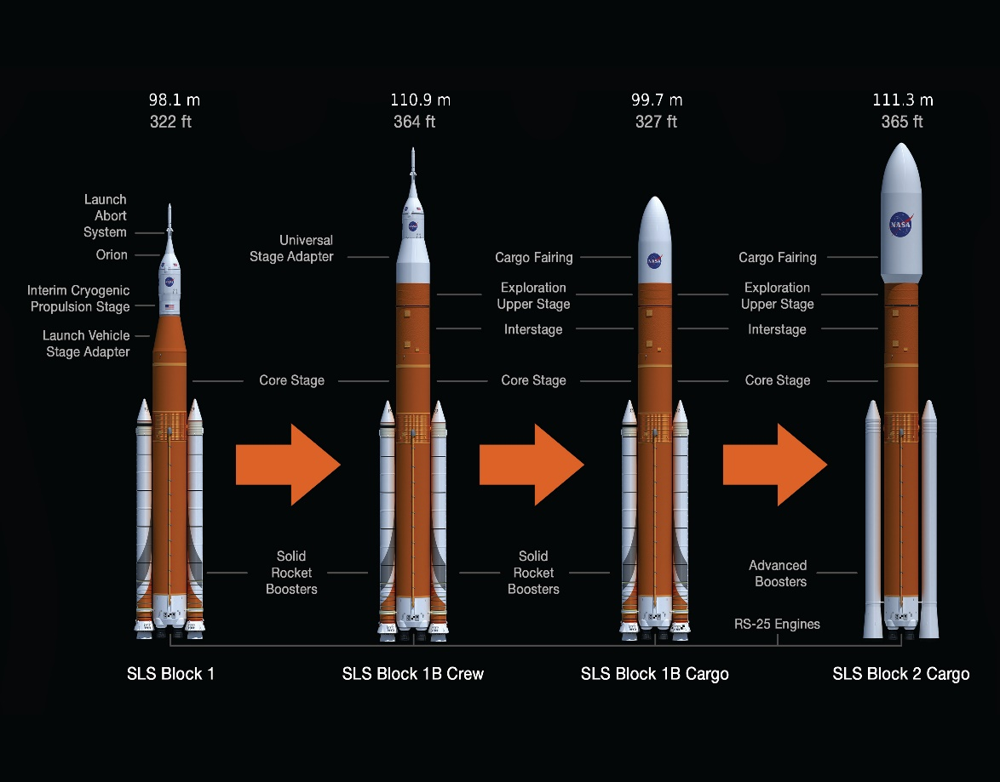 98.1 m
322 ft
110.9 m
364 ft
99.7 m
327 ft
111.3 m
365 ft
Launch
Abort
System
Orion
Interim Cryogenic
Propulsion Stage
Launch Vehicle
Stage Adapter
Universal
Stage Adapter
Cargo Fairing
Exploration
Upper Stage
Interstage
Cargo Fairing
Exploration
Upper Stage
Interstage
NASA
NASA
Core Stage
Core Stage
Core Stage
Solid
Rocket
Boosters
Solid
Rocket
Boosters
Advanced
Boosters
RS-25 Engines
SLS Block 1
SLS Block 1B Crew
SLS Block 1B Cargo
SLS Block 2 Cargo